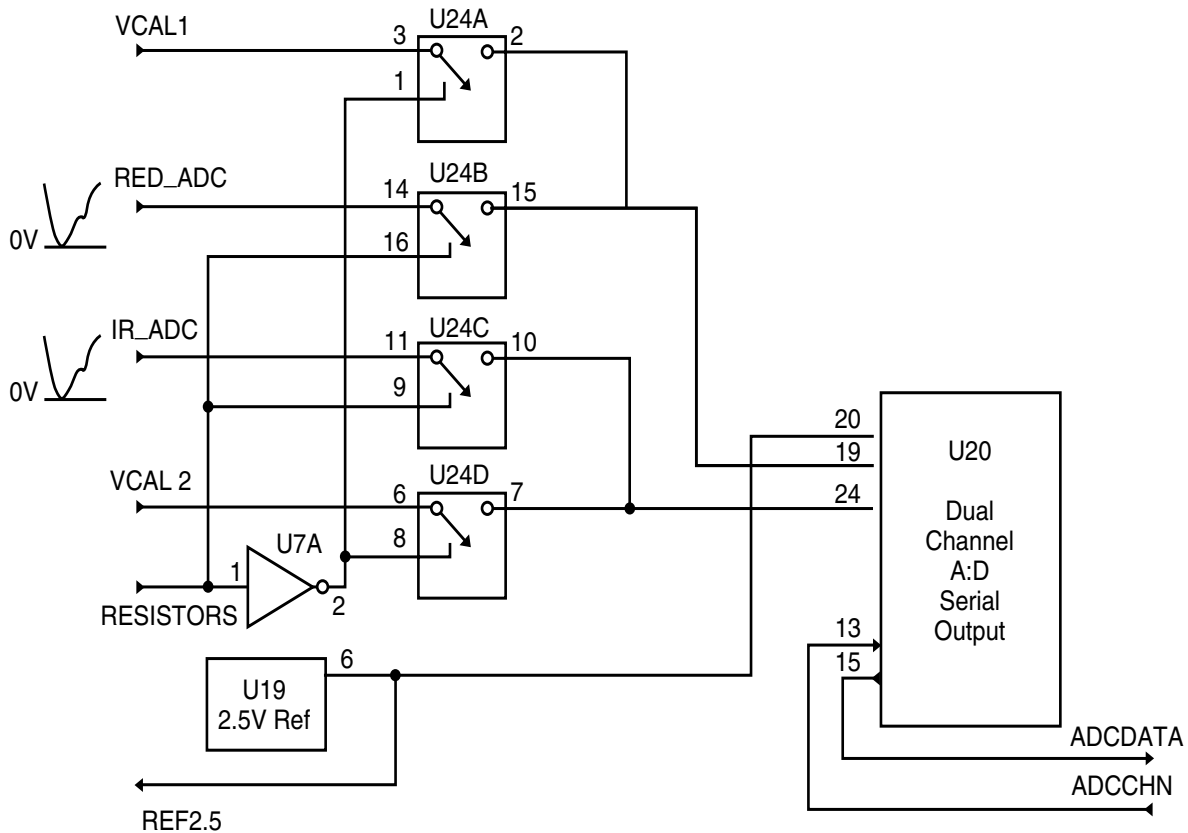 VCAL1
3
U24A
2
1
RED_ADC
0V
14
U24B
15
16
IR_ADC
0V
11
U24C
10
9
VCAL 2
6
U24D
7
8
U7A
1
2
RESISTORS
U19
2.5V Ref
6
REF2.5
20
19
24
13
15
U20
Dual
Channel
A:D
Serial
Output
ADCDATA
ADCCHN